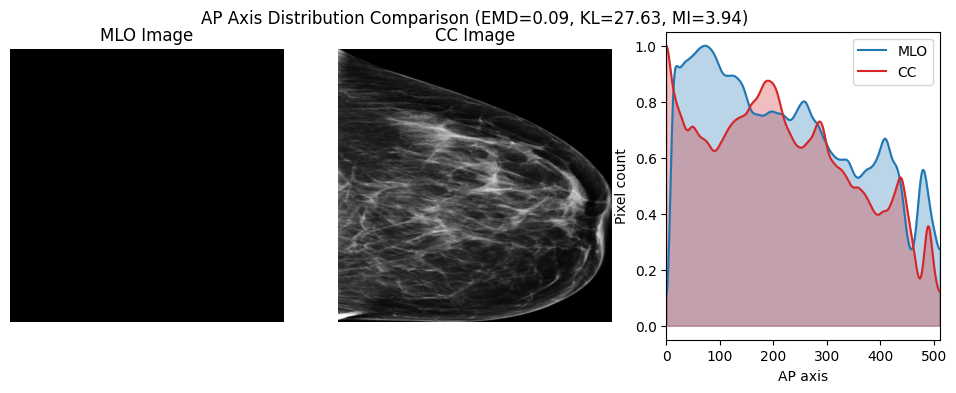 AP Axis Distribution Comparison (EMD=0.09, KL=27.63, MI=3.94)
MLO Image
CC Image
MLO
CC
Pixel count
1.0
0.8
0.6
0.4
0.2
0.0
0 100 200 300 400 500
AP axis